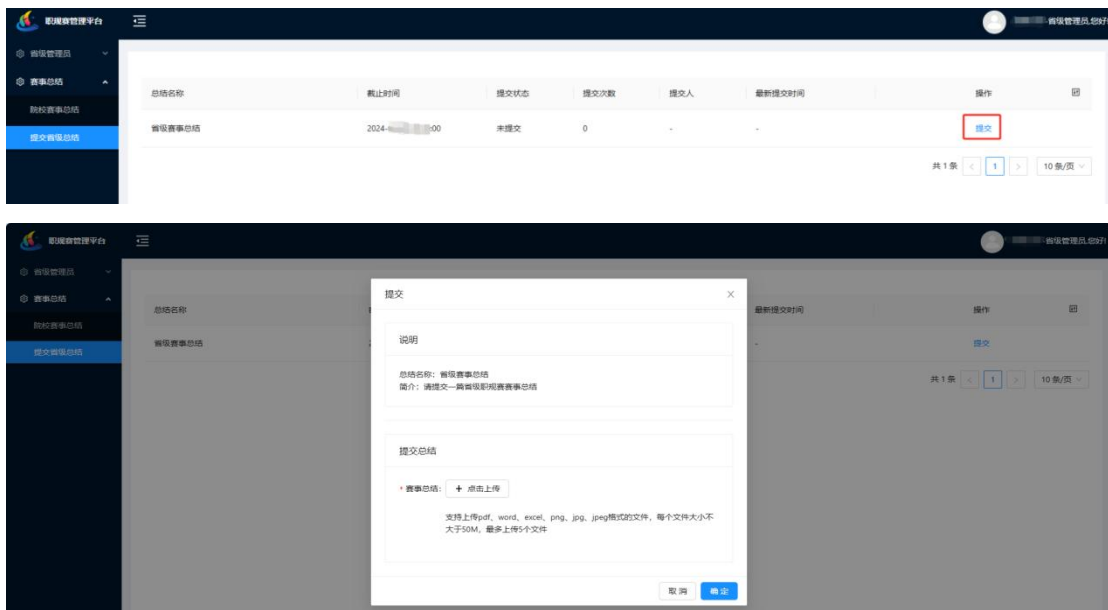 职规赛管理平台
省级管理员,您好!
省级管理员
赛事总结
院校赛事总结
提交省级总结
总结名称 截止时间 提交状态 提交次数 提交人 最新提交时间 操作
省级赛事总结 2024- :00 未提交 0 - - 提交
共 1 条 < 1 > 10 条/页
职规赛管理平台
省级管理员,您好!
省级管理员
赛事总结
院校赛事总结
提交省级总结
总结名称 最新提交时间 操作
省级赛事总结 - 提交
共 1 条 < 1 > 10 条/页
提交
说明
总结名称：省级赛事总结
简介：请提交一篇省级职规赛赛事总结
提交总结
* 赛事总结： + 点击上传
支持上传pdf、word、excel、png、jpg、jpeg格式的文件，每个文件大小不
大于50M，最多上传5个文件
取 消 确 定